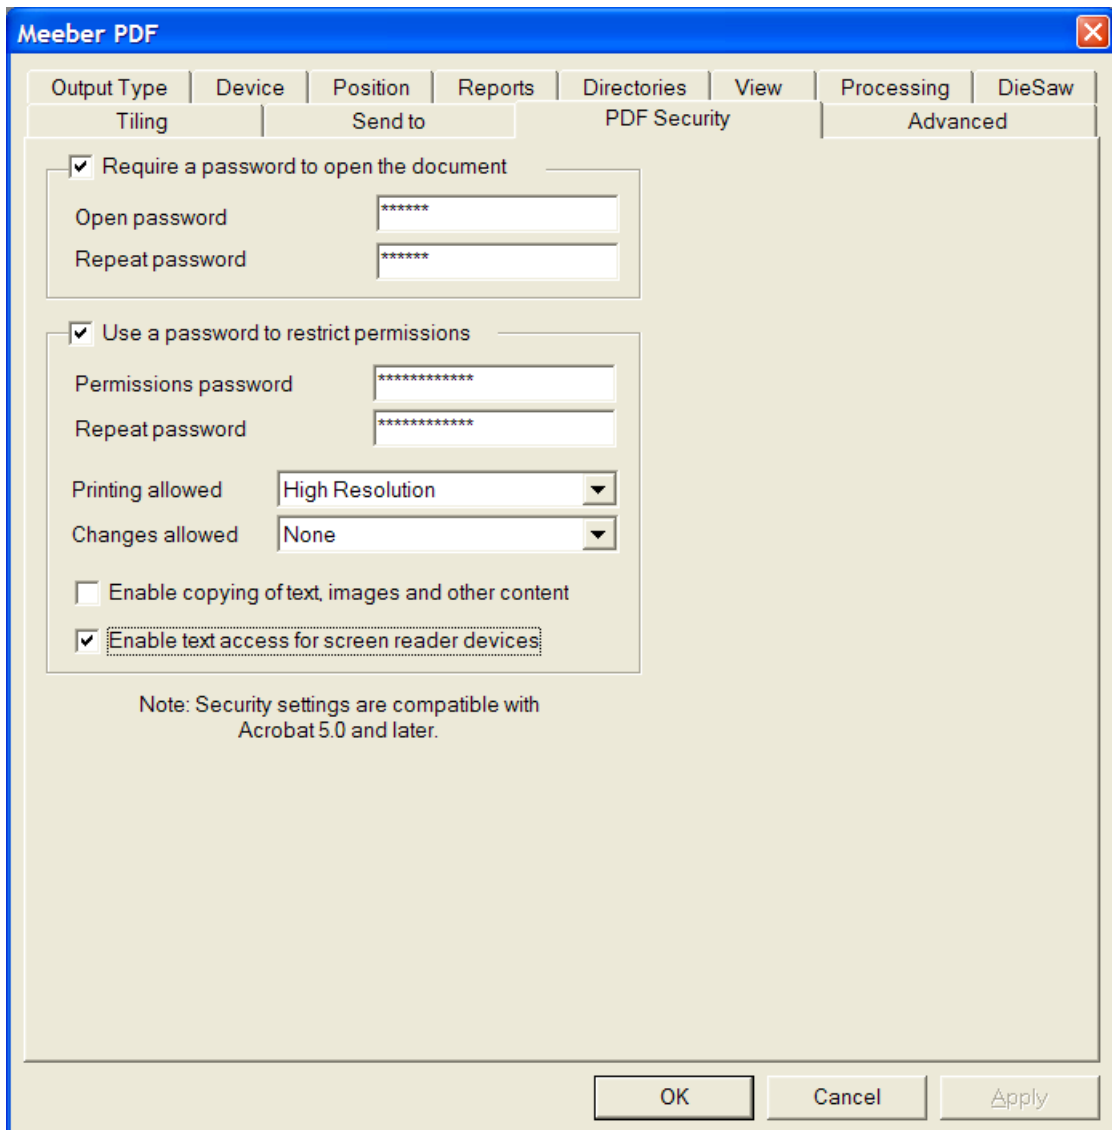 Meeber PDF
Output Type Device Position Reports Directories View Processing DieSaw
Tiling Send to PDF Security Advanced
Require a password to open the document
Open password ******
Repeat password ******
Use a password to restrict permissions
Permissions password ************
Repeat password ************
Printing allowed High Resolution
Changes allowed None
Enable copying of text, images and other content
Enable text access for screen reader devices
Note: Security settings are compatible with
Acrobat 5.0 and later.
OK Cancel Apply